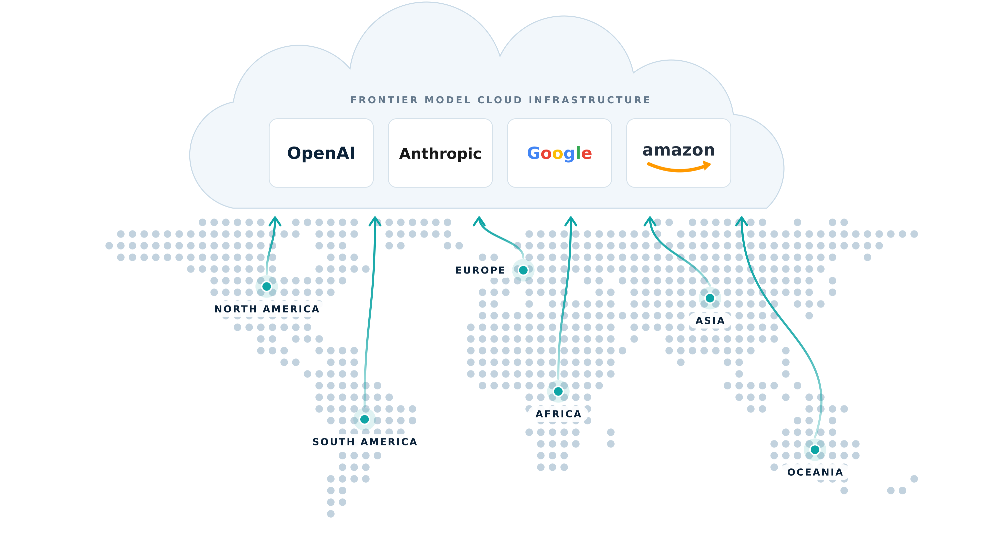 FRONTIER MODEL CLOUD INFRASTRUCTURE
OpenAI
Anthropic
Google
amazon
EUROPE
NORTH AMERICA
ASIA
AFRICA
SOUTH AMERICA
OCEANIA